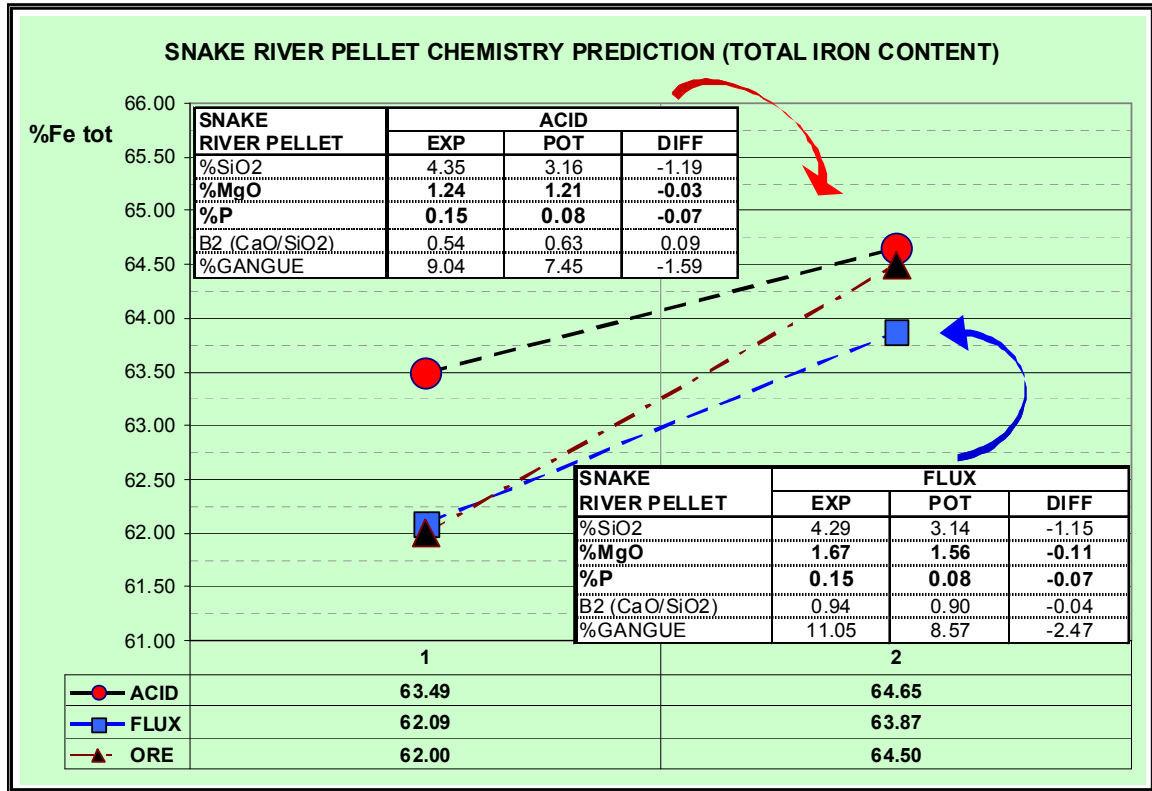 SNAKE RIVER PELLET CHEMISTRY PREDICTION (TOTAL IRON CONTENT)
%Fe tot
66.00
65.50
65.00
64.50
64.00
63.50
63.00
62.50
62.00
61.50
61.00
SNAKE ACID
RIVER PELLET EXP POT DIFF
%SiO2 4.35 3.16 -1.19
%MgO 1.24 1.21 -0.03
%P 0.15 0.08 -0.07
B2 (CaO/SiO2) 0.54 0.63 0.09
%GANGUE 9.04 7.45 -1.59
SNAKE FLUX
RIVER PELLET EXP POT DIFF
%SiO2 4.29 3.14 -1.15
%MgO 1.67 1.56 -0.11
%P 0.15 0.08 -0.07
B2 (CaO/SiO2) 0.94 0.90 -0.04
%GANGUE 11.05 8.57 -2.47
1 2
ACID 63.49 64.65
FLUX 62.09 63.87
ORE 62.00 64.50